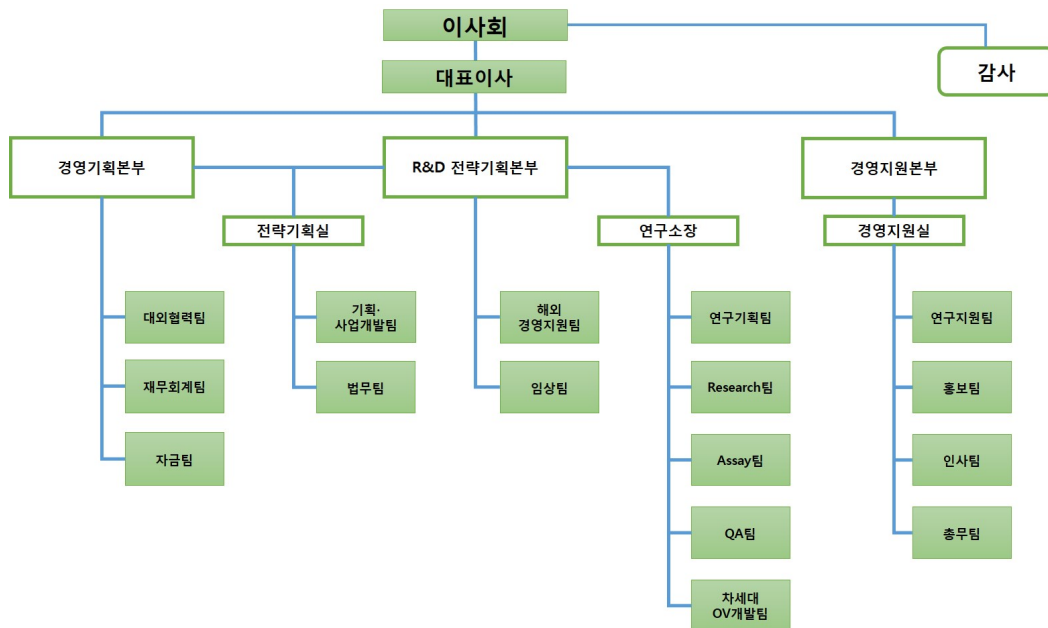 이사회
감사
대표이사
경영기획본부
R&D 전략기획본부
경영지원본부
전략기획실
연구소장
경영지원실
대외협력팀
기획·
사업개발팀
해외
경영지원팀
연구기획팀
연구지원팀
재무회계팀
법무팀
임상팀
Research팀
홍보팀
자금팀
Assay팀
인사팀
QA팀
총무팀
차세대
OV개발팀